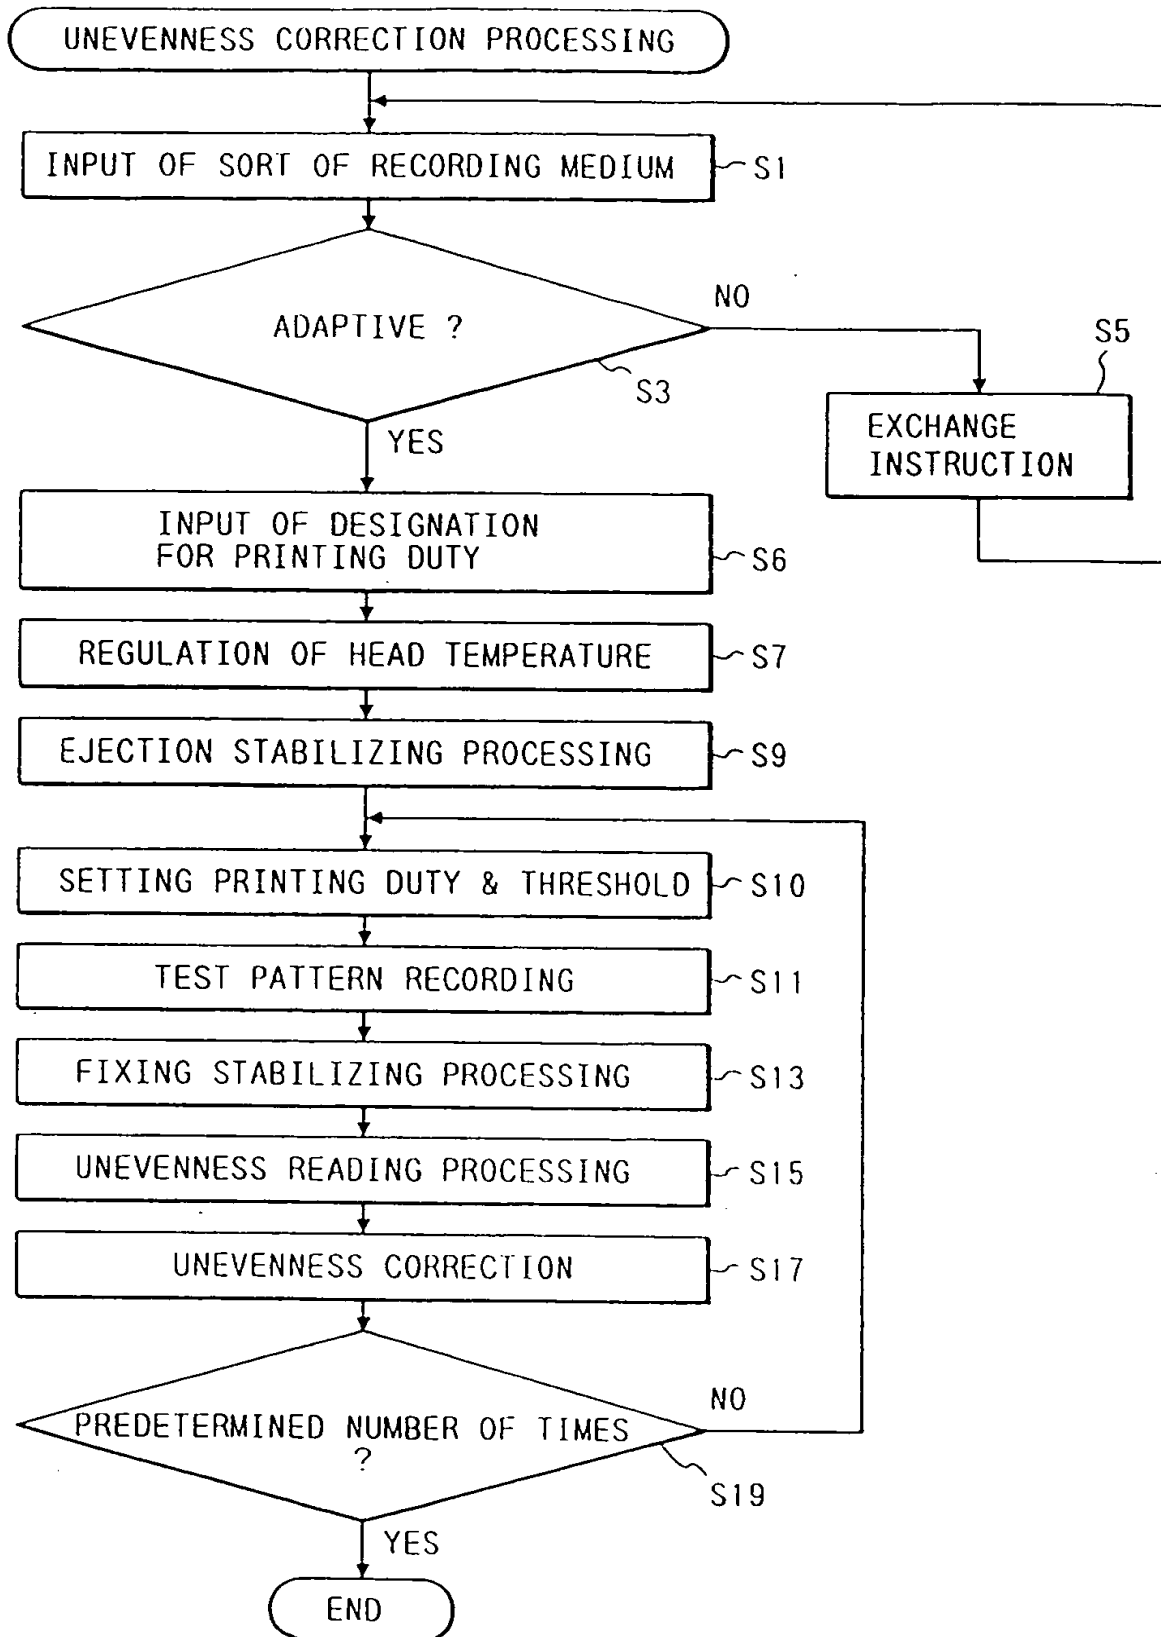 UNEVENNESS CORRECTION PROCESSING
INPUT OF SORT OF RECORDING MEDIUM
S1
ADAPTIVE ?
NO
S3
S5
EXCHANGE
INSTRUCTION
YES
INPUT OF DESIGNATION
FOR PRINTING DUTY
S6
REGULATION OF HEAD TEMPERATURE
S7
EJECTION STABILIZING PROCESSING
S9
SETTING PRINTING DUTY & THRESHOLD
S10
TEST PATTERN RECORDING
S11
FIXING STABILIZING PROCESSING
S13
UNEVENNESS READING PROCESSING
S15
UNEVENNESS CORRECTION
S17
NO
PREDETERMINED NUMBER OF TIMES
?
S19
YES
END